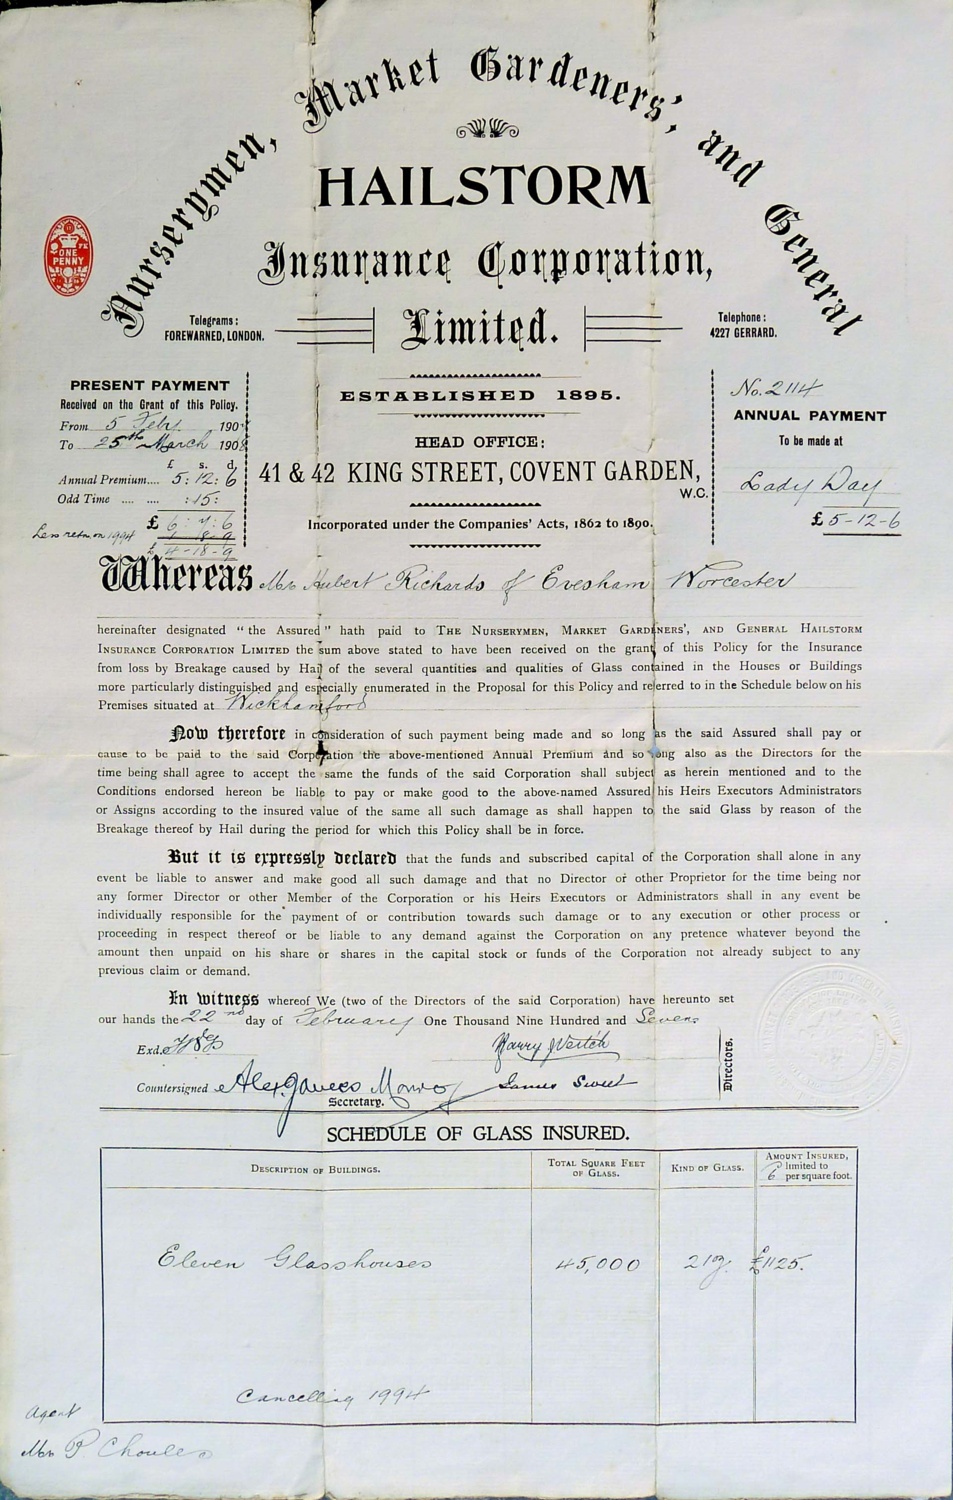 Nurserymen, Market Gardeners', and General
HAILSTORM
Insurance Corporation,
Limited.
ONE
PENNY
Telegrams:
FOREWARNED, LONDON.
Telephone:
4227 GERRARD.
PRESENT PAYMENT
Received on the Grant of this Policy.
From 5 Feby. 190
To 25th March 1908
£ s. d.
Annual Premium.... 5: 12: 6
Odd Time .... .... :15:
£ 6: 7: 6
Less retn on 1994 1-8-9
£ 4-18-9
ESTABLISHED 1895.
HEAD OFFICE:
41 & 42 KING STREET, COVENT GARDEN,
W.C.
Incorporated under the Companies' Acts, 1862 to 1890.
No. 2114
ANNUAL PAYMENT
To be made at
Lady Day
£5-12-6
Whereas Mr Hubert Richards of Evesham Worcester
hereinafter designated "the Assured" hath paid to THE NURSERYMEN, MARKET GARDENERS', AND GENERAL HAILSTORM
INSURANCE CORPORATION LIMITED the sum above stated to have been received on the grant of this Policy for the Insurance
from loss by Breakage caused by Hail of the several quantities and qualities of Glass contained in the Houses or Buildings
more particularly distinguished and especially enumerated in the Proposal for this Policy and referred to in the Schedule below on his
Premises situated at Wickhamford
Now therefore in consideration of such payment being made and so long as the said Assured shall pay or
cause to be paid to the said Corporation the above-mentioned Annual Premium and so long also as the Directors for the
time being shall agree to accept the same the funds of the said Corporation shall subject as herein mentioned and to the
Conditions endorsed hereon be liable to pay or make good to the above-named Assured his Heirs Executors Administrators
or Assigns according to the insured value of the same all such damage as shall happen to the said Glass by reason of the
Breakage thereof by Hail during the period for which this Policy shall be in force.
But it is expressly declared that the funds and subscribed capital of the Corporation shall alone in any
event be liable to answer and make good all such damage and that no Director or other Proprietor for the time being nor
any former Director or other Member of the Corporation or his Heirs Executors or Administrators shall in any event be
individually responsible for the payment of or contribution towards such damage or to any execution or other process or
proceeding in respect thereof or be liable to any demand against the Corporation on any pretence whatever beyond the
amount then unpaid on his share or shares in the capital stock or funds of the Corporation not already subject to any
previous claim or demand.
In witness whereof We (two of the Directors of the said Corporation) have hereunto set
our hands the 22nd day of February One Thousand Nine Hundred and Seven
Exd.
Harry J Veitch
Countersigned Alex. James Monro
James Sweet
Secretary.
Directors.
SCHEDULE OF GLASS INSURED.
DESCRIPTION OF BUILDINGS.
TOTAL SQUARE FEET
OF GLASS.
KIND OF GLASS.
AMOUNT INSURED,
6 limited to
per square foot.
Eleven Glasshouses 45,000 21 oz. £1125.
Cancelling 1994
Agent
Mr P. Choules